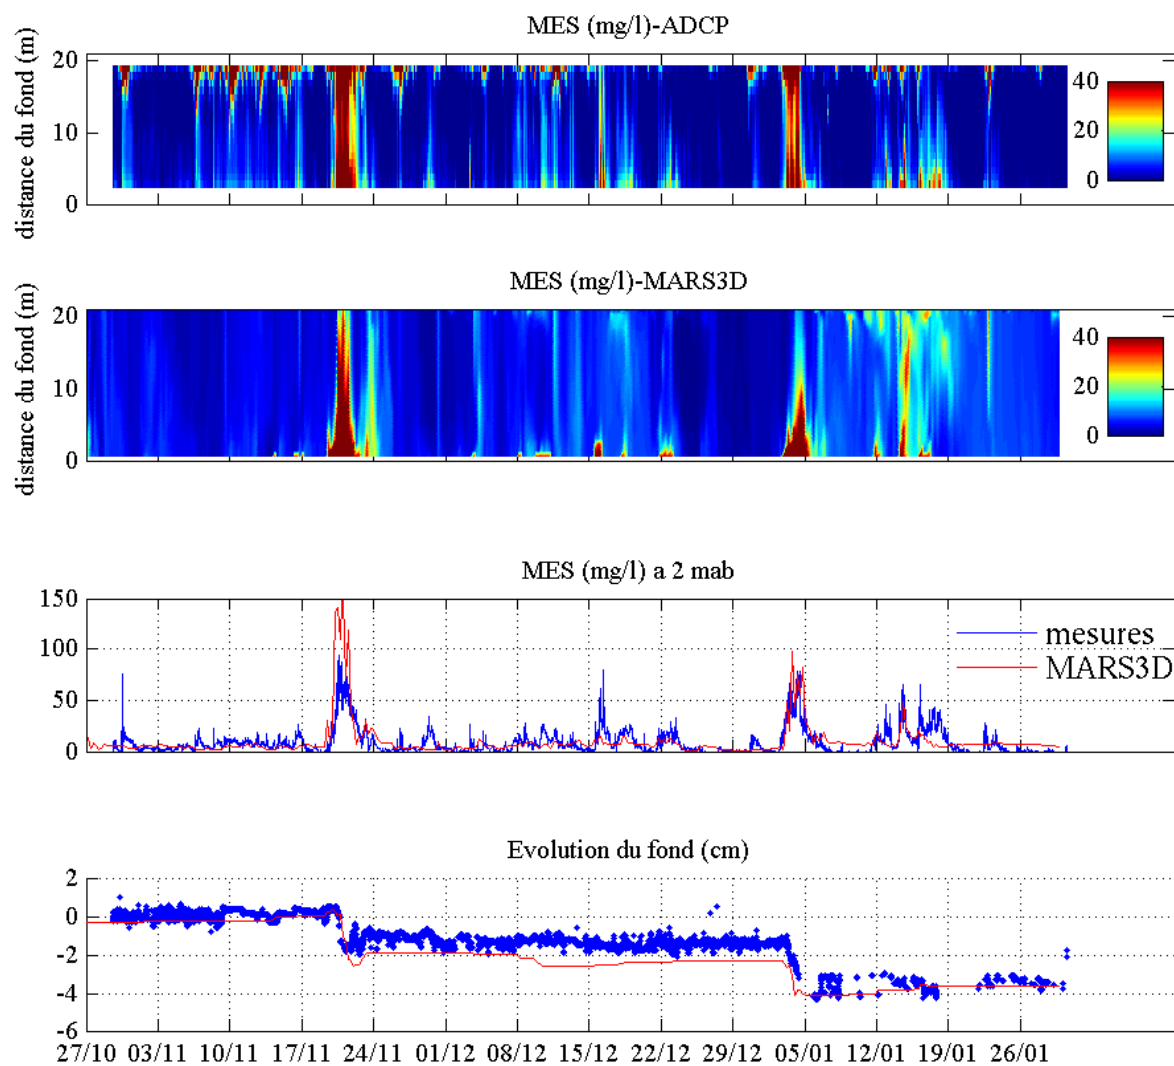 MES (mg/l)-ADCP
distance du fond (m)
20
10
0
40
20
0
MES (mg/l)-MARS3D
distance du fond (m)
20
10
0
40
20
0
MES (mg/l) a 2 mab
150
100
50
0
mesures
MARS3D
Evolution du fond (cm)
2
0
-2
-4
-6
27/10 03/11 10/11 17/11 24/11 01/12 08/12 15/12 22/12 29/12 05/01 12/01 19/01 26/01